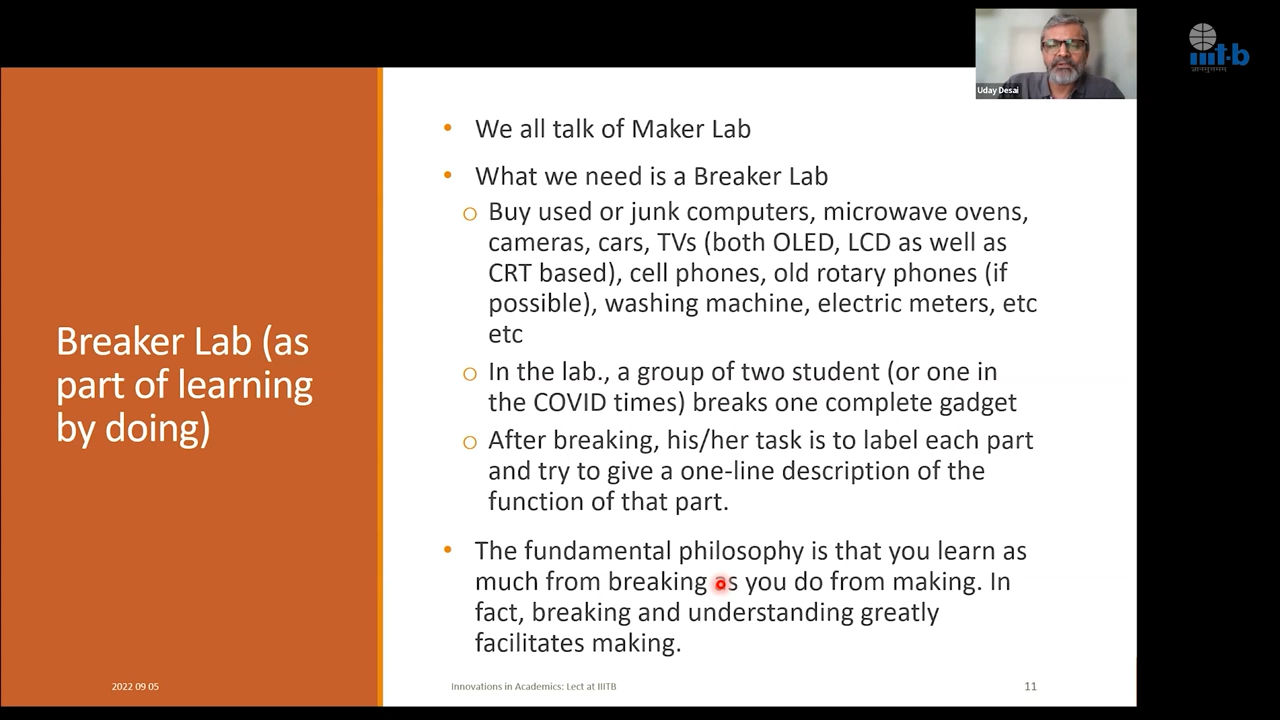 Uday Desai
iiit-b
ज्ञानमुत्तमम्
We all talk of Maker Lab
What we need is a Breaker Lab
Buy used or junk computers, microwave ovens,
cameras, cars, TVs (both OLED, LCD as well as
CRT based), cell phones, old rotary phones (if
possible), washing machine, electric meters, etc
etc
In the lab., a group of two student (or one in
the COVID times) breaks one complete gadget
After breaking, his/her task is to label each part
and try to give a one-line description of the
function of that part.
The fundamental philosophy is that you learn as
much from breaking as you do from making. In
fact, breaking and understanding greatly
facilitates making.
Breaker Lab (as
part of learning
by doing)
2022 09 05
Innovations in Academics: Lect at IIITB
11